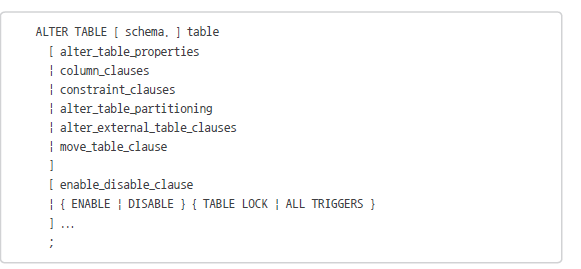 ALTER TABLE [ schema. ] table
[ alter_table_properties
¦ column_clauses
¦ constraint_clauses
¦ alter_table_partitioning
¦ alter_external_table_clauses
¦ move_table_clause
]
[ enable_disable_clause
¦ { ENABLE ¦ DISABLE } { TABLE LOCK ¦ ALL TRIGGERS }
] ...
;